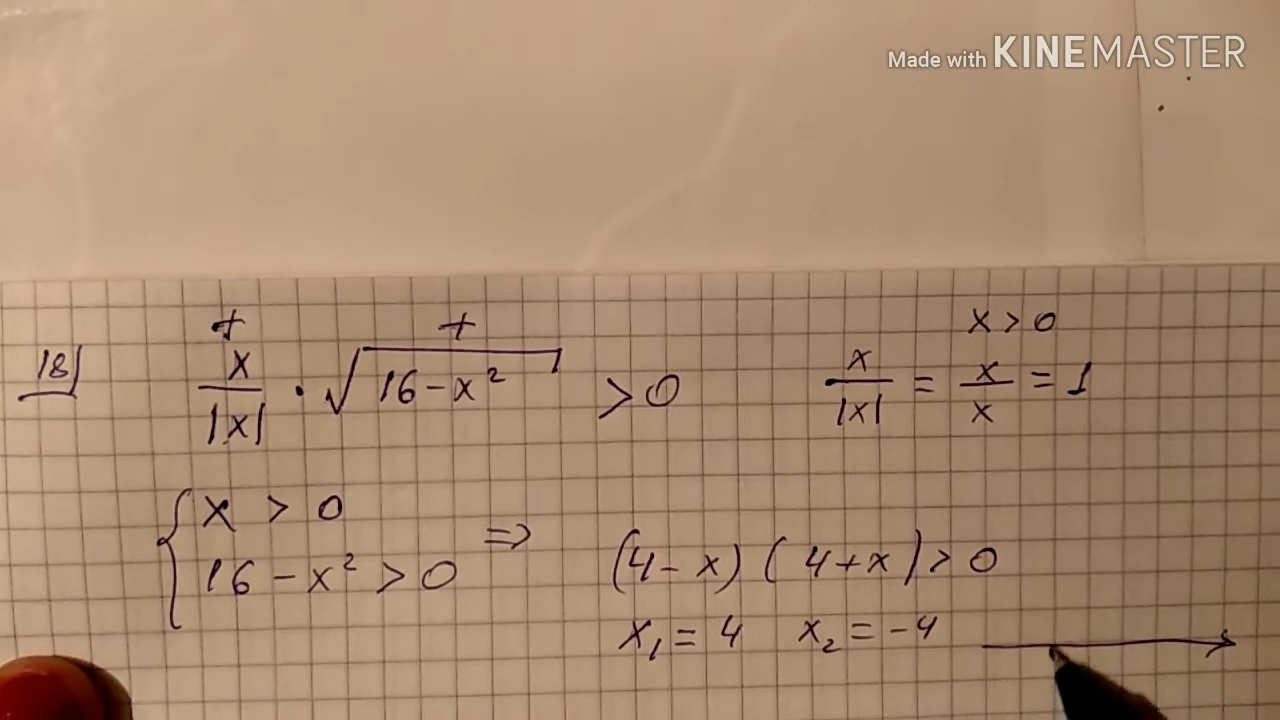 Made with KINEMASTER
18) + + x/|x| · √(16 - x²) > 0
x > 0
x/|x| = x/x = 1
{ x > 0
16 - x² > 0 ⇒ (4 - x)(4 + x) > 0
x₁ = 4 x₂ = -4